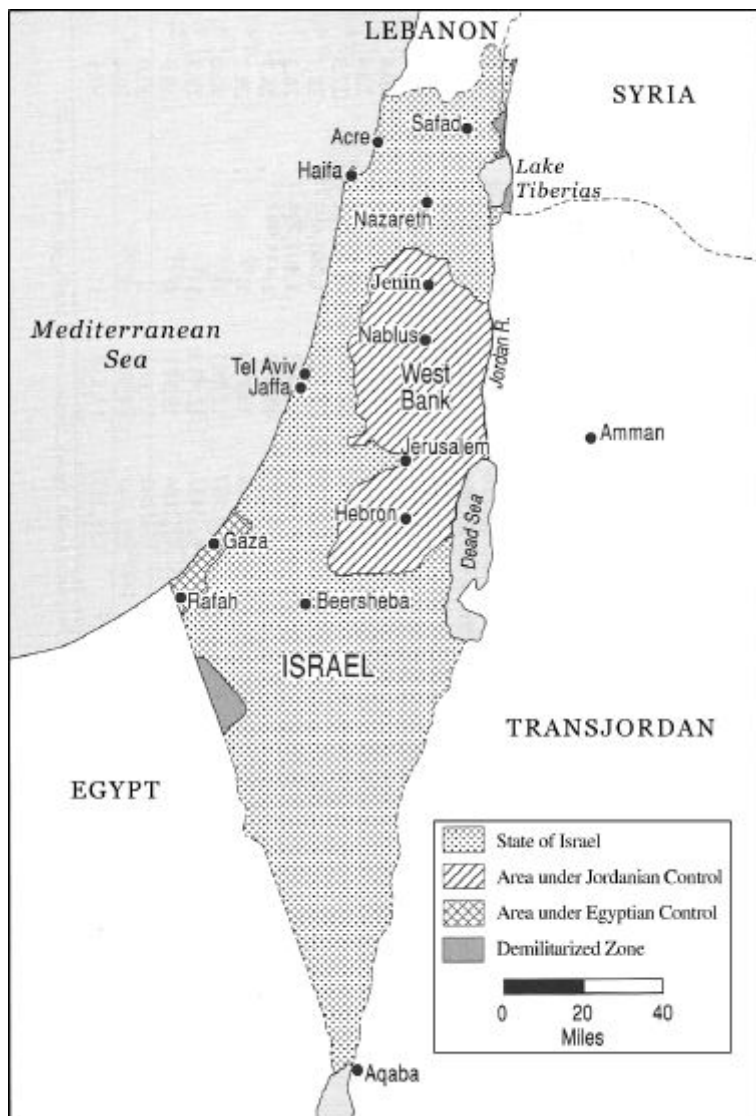 LEBANON
SYRIA
Safad
Acre
Haifa
Lake
Tiberias
Nazareth
Jenin
Mediterranean
Sea
Nablus
Jordan R.
Tel Aviv
Jaffa
West
Bank
Amman
Jerusalem
Hebron
Dead Sea
Gaza
Rafah
Beersheba
ISRAEL
TRANSJORDAN
EGYPT
State of Israel
Area under Jordanian Control
Area under Egyptian Control
Demilitarized Zone
0 20 40
Miles
Aqaba